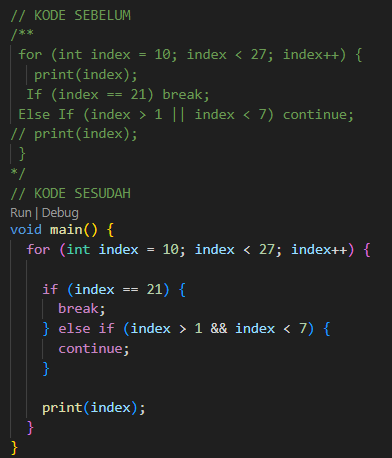 // KODE SEBELUM
/**
for (int index = 10; index < 27; index++) {
print(index);
If (index == 21) break;
Else If (index > 1 || index < 7) continue;
// print(index);
}
*/
// KODE SESUDAH
Run | Debug
void main() {
for (int index = 10; index < 27; index++) {
if (index == 21) {
break;
} else if (index > 1 && index < 7) {
continue;
}
print(index);
}
}